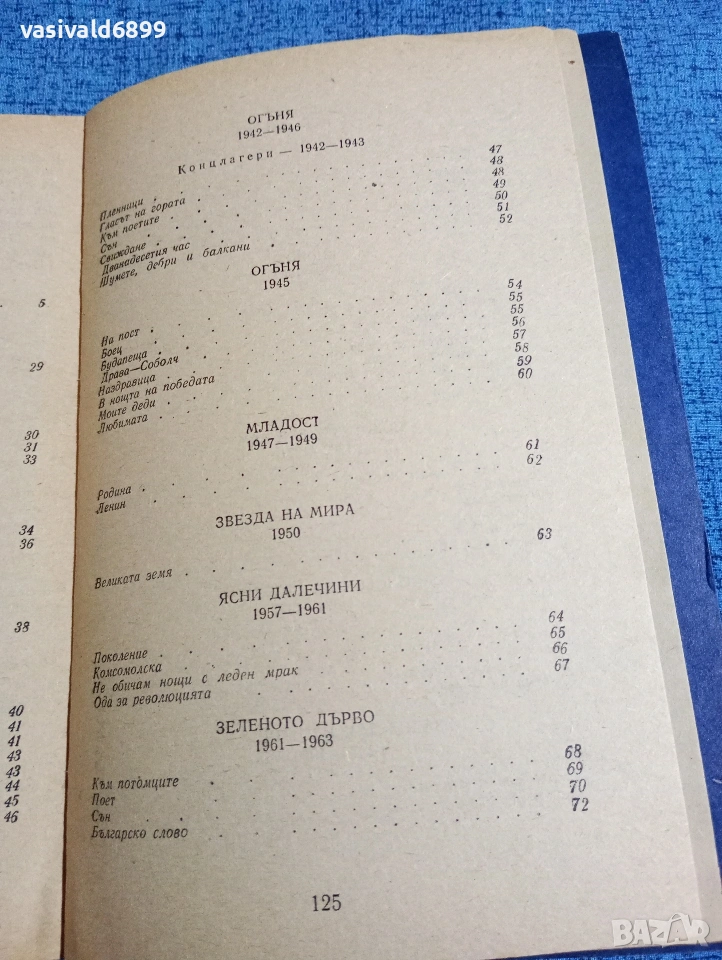 vasivald6899
5
29
30
31
33
34
36
38
40
41
41
43
43
44
45
46
ОГЪНЯ
1942—1946
Концлагери — 1942—1943
Пленници . . . 47
Гласът на гората . . . 48
Към постите . . . 48
Сън . . . 49
Свиждане . . . 50
Дванадесетия час . . . 51
Шумете, дебри и балкани . . . 52
ОГЪНЯ
1945
На пост . . . 54
Боец . . . 55
Будапеща . . . 55
Драва—Соболч . . . 56
Наздравица . . . 57
В нощта на победата . . . 58
Моите деди . . . 59
Любимата . . . 60
МЛАДОСТ
1947—1949
Родина . . . 61
Ленин . . . 62
ЗВЕЗДА НА МИРА
1950
Великата земя . . . 63
ЯСНИ ДАЛЕЧИНИ
1957—1961
Поколение . . . 64
Комсомолска . . . 65
Не обичам нощи с леден мрак . . . 66
Ода за революцията . . . 67
ЗЕЛЕНОТО ДЪРВО
1961—1963
Към потомците . . . 68
Поет . . . 69
Сън . . . 70
Българско слово . . . 72
125
BAZAR